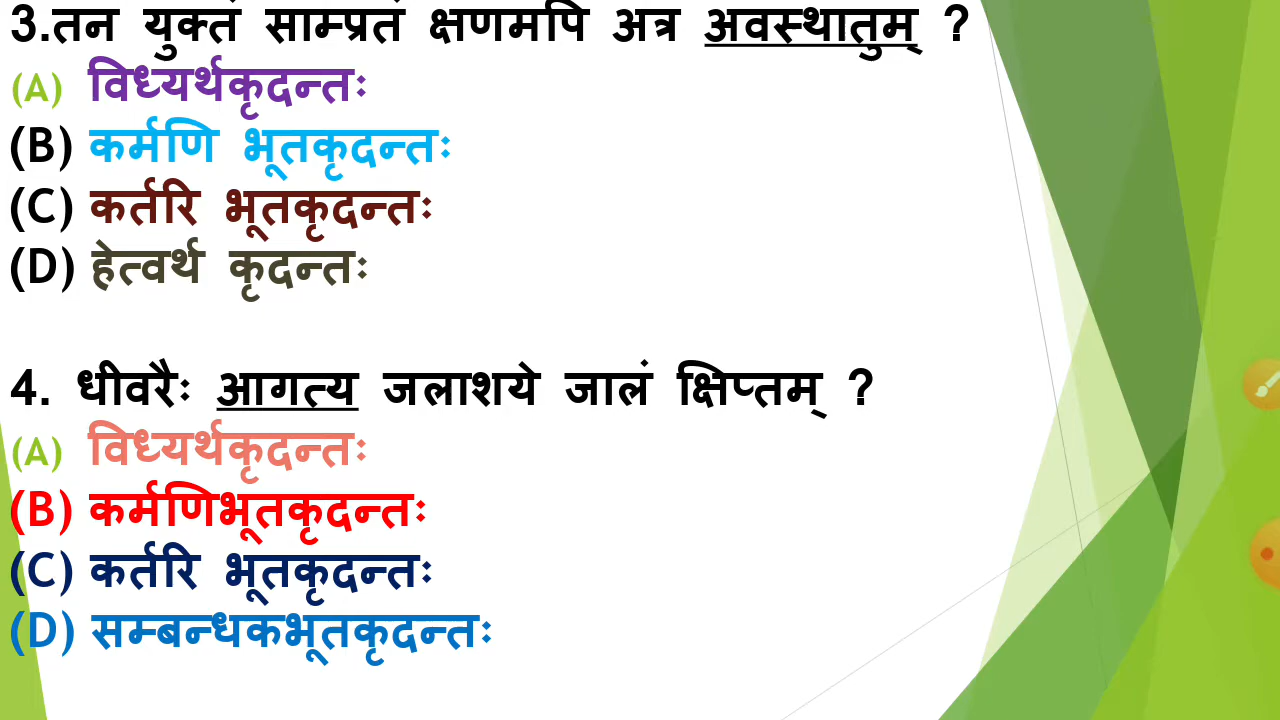 3.तन युक्तं साम्प्रतं क्षणमपि अत्र अवस्थातुम् ?
(A) विध्यर्थकृदन्तः
(B) कर्मणि भूतकृदन्तः
(C) कर्तरि भूतकृदन्तः
(D) हेत्वर्थ कृदन्तः
4. धीवरैः आगत्य जलाशये जालं क्षिप्तम् ?
(A) विध्यर्थकृदन्तः
(B) कर्मणिभूतकृदन्तः
(C) कर्तरि भूतकृदन्तः
(D) सम्बन्धकभूतकृदन्तः